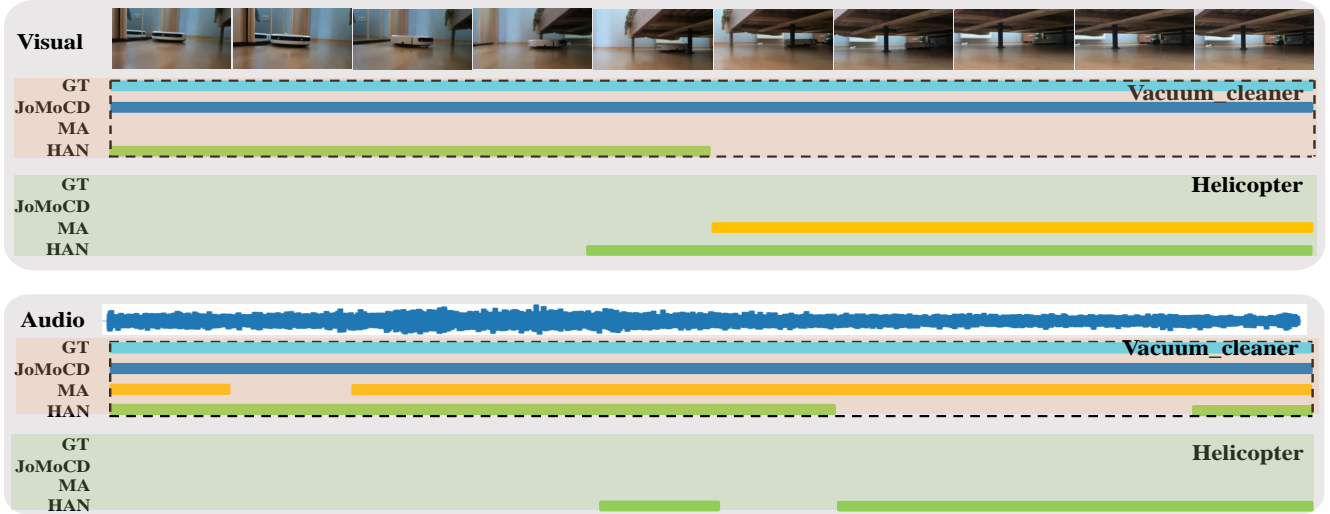 Visual
GT
Vacuum_cleaner
JoMoCD
MA
HAN
GT
Helicopter
JoMoCD
MA
HAN
Audio
GT
Vacuum_cleaner
JoMoCD
MA
HAN
GT
Helicopter
JoMoCD
MA
HAN